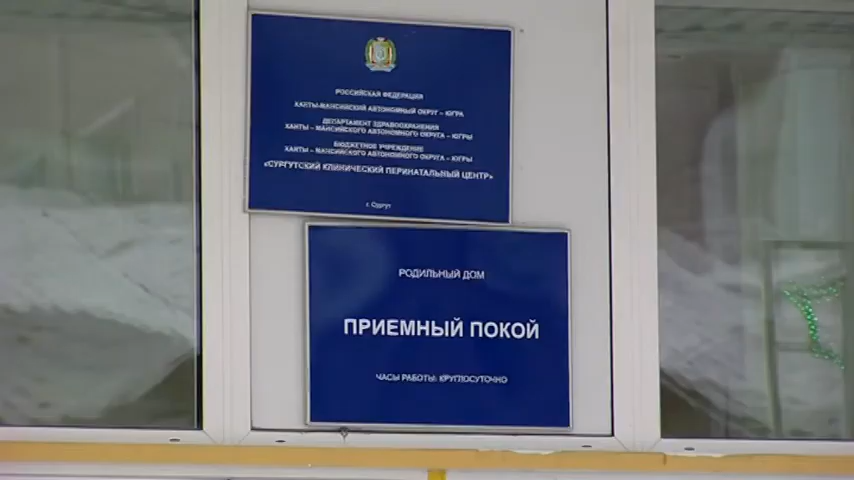 РОССИЙСКАЯ ФЕДЕРАЦИЯ
ХАНТЫ-МАНСИЙСКИЙ АВТОНОМНЫЙ ОКРУГ – ЮГРА
ДЕПАРТАМЕНТ ЗДРАВООХРАНЕНИЯ
ХАНТЫ – МАНСИЙСКОГО АВТОНОМНОГО ОКРУГА – ЮГРЫ
БЮДЖЕТНОЕ УЧРЕЖДЕНИЕ
ХАНТЫ – МАНСИЙСКОГО АВТОНОМНОГО ОКРУГА – ЮГРЫ
«СУРГУТСКИЙ КЛИНИЧЕСКИЙ ПЕРИНАТАЛЬНЫЙ ЦЕНТР»
г. Сургут
РОДИЛЬНЫЙ ДОМ
ПРИЕМНЫЙ ПОКОЙ
ЧАСЫ РАБОТЫ: КРУГЛОСУТОЧНО